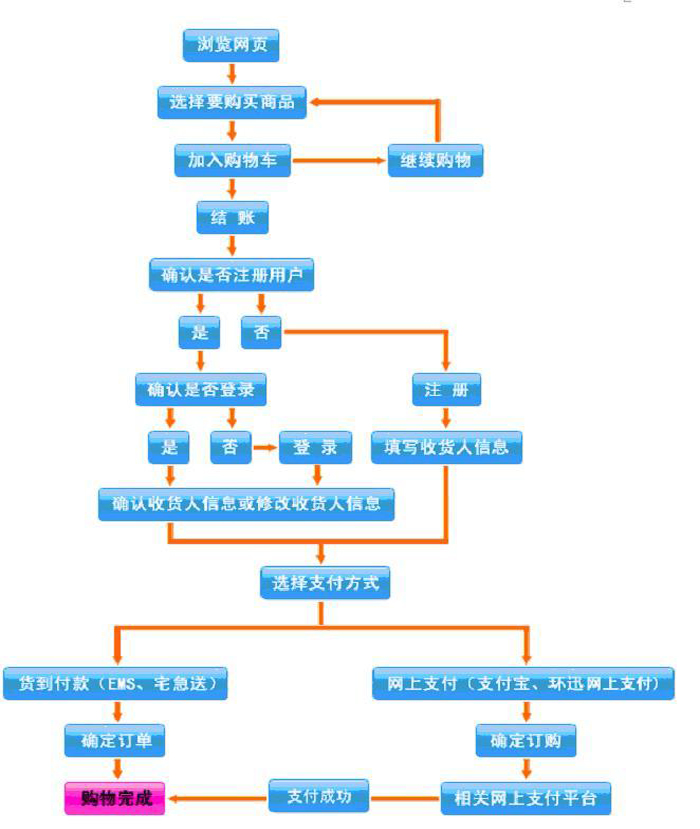 浏览网页
选择要购买商品
加入购物车
继续购物
结 账
确认是否注册用户
是
否
确认是否登录
注 册
是
否
登 录
填写收货人信息
确认收货人信息或修改收货人信息
选择支付方式
货到付款（EMS、宅急送）
网上支付（支付宝、环迅网上支付）
确定订单
确定订购
购物完成
支付成功
相关网上支付平台